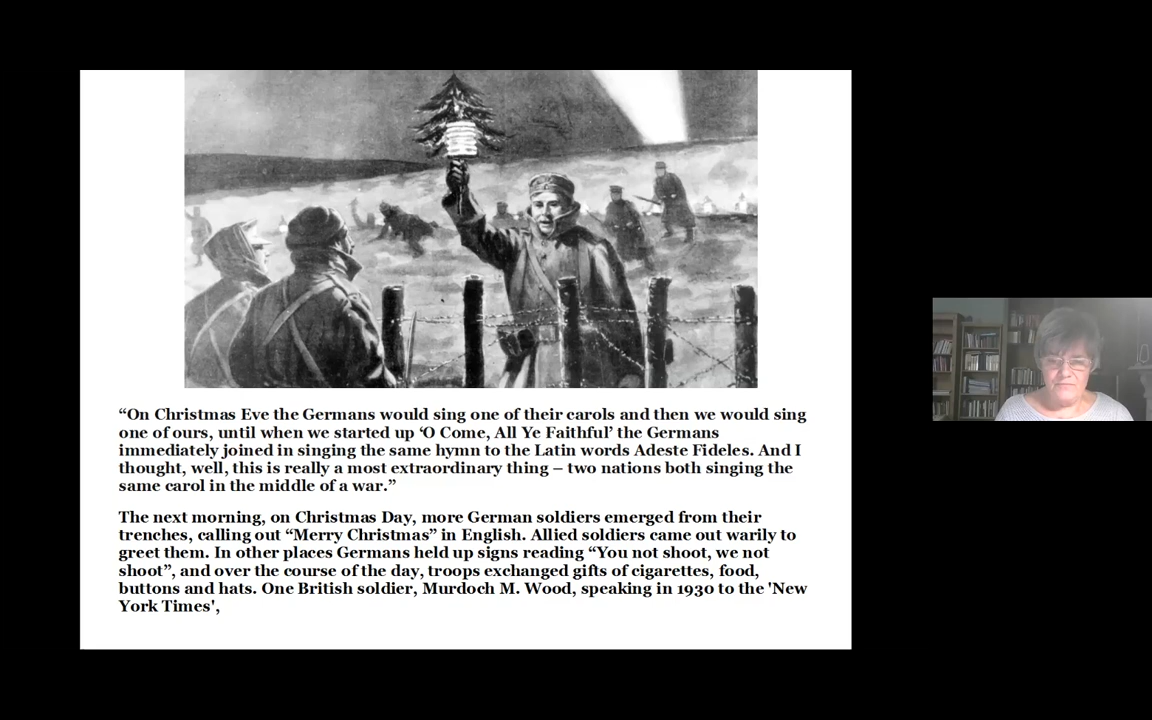 “On Christmas Eve the Germans would sing one of their carols and then we would sing
one of ours, until when we started up ‘O Come, All Ye Faithful’ the Germans
immediately joined in singing the same hymn to the Latin words Adeste Fideles. And I
thought, well, this is really a most extraordinary thing – two nations both singing the
same carol in the middle of a war.”
The next morning, on Christmas Day, more German soldiers emerged from their
trenches, calling out “Merry Christmas” in English. Allied soldiers came out warily to
greet them. In other places Germans held up signs reading “You not shoot, we not
shoot”, and over the course of the day, troops exchanged gifts of cigarettes, food,
buttons and hats. One British soldier, Murdoch M. Wood, speaking in 1930 to the 'New
York Times',